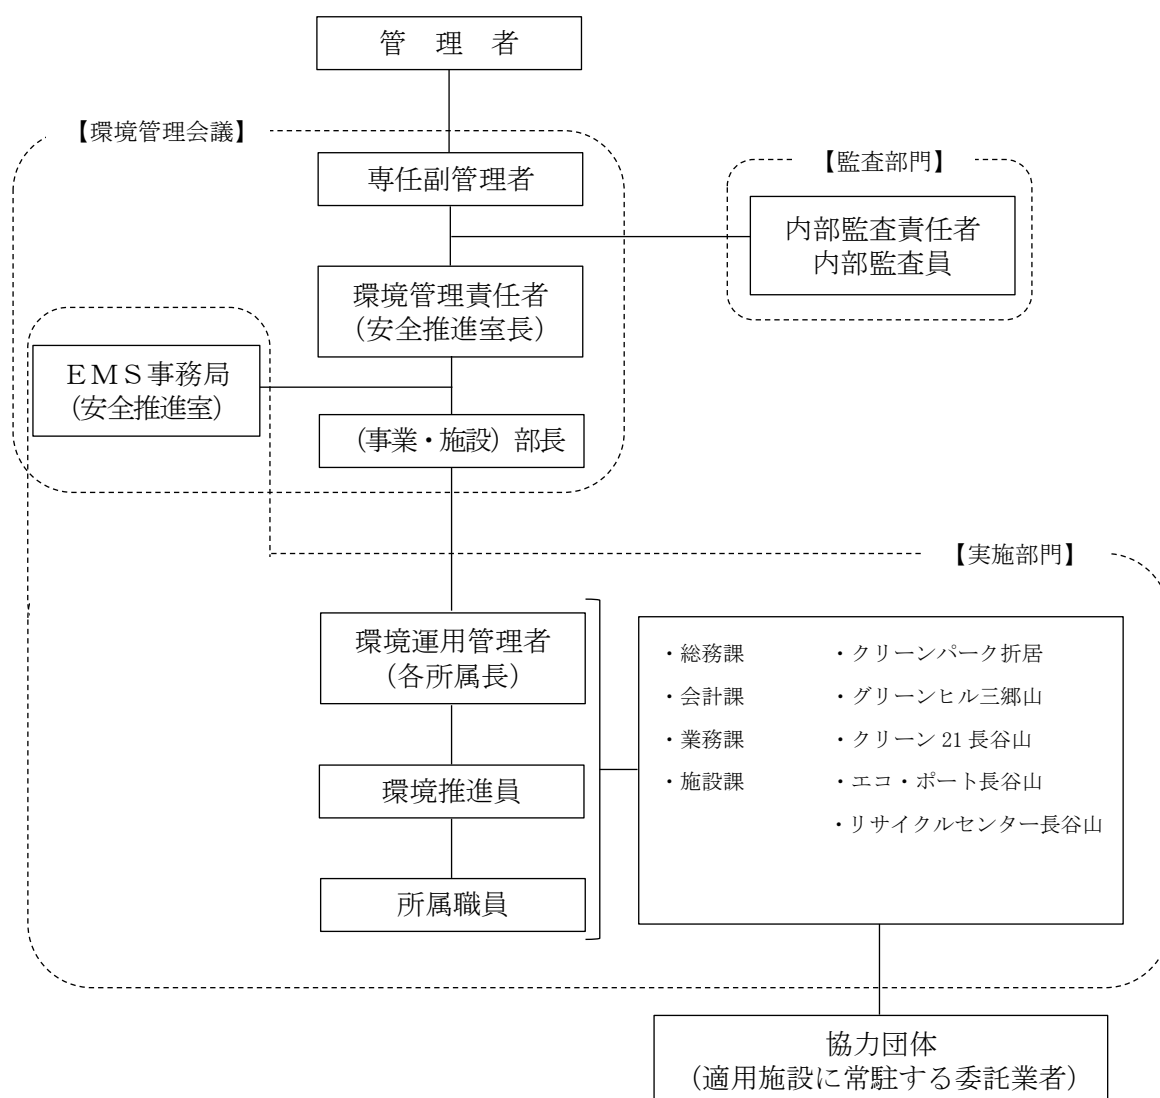 管　理　者
【環境管理会議】
専任副管理者
【監査部門】
内部監査責任者
内部監査員
環境管理責任者
（安全推進室長）
ＥＭＳ事務局
（安全推進室）
（事業・施設）部長
【実施部門】
環境運用管理者
（各所属長）
環境推進員
所属職員
・総務課
・会計課
・業務課
・施設課
・クリーンパーク折居
・グリーンヒル三郷山
・クリーン 21 長谷山
・エコ・ポート長谷山
・リサイクルセンター長谷山
協力団体
（適用施設に常駐する委託業者）